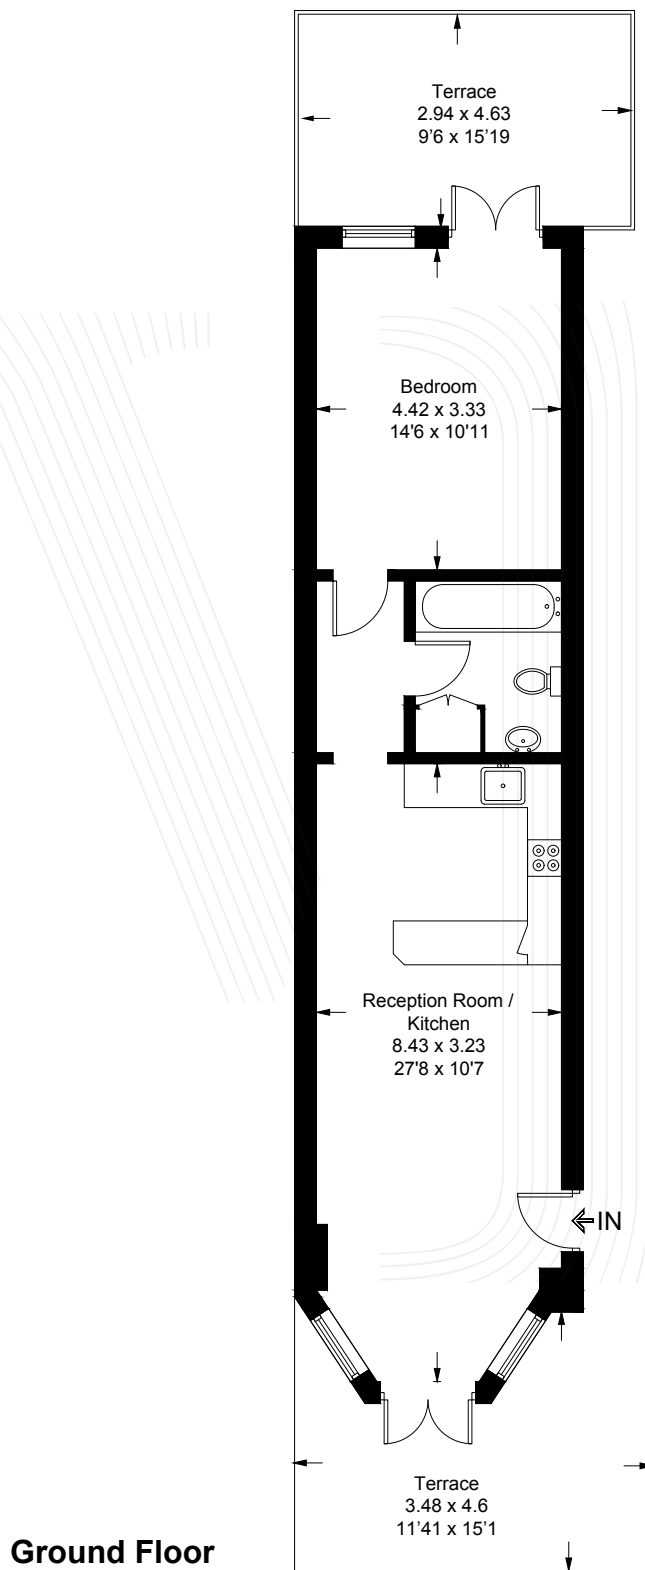 Terrace
2.94 x 4.63
9'6 x 15'19
Bedroom
4.42 x 3.33
14'6 x 10'11
Reception Room /
Kitchen
8.43 x 3.23
27'8 x 10'7
IN
Terrace
3.48 x 4.6
11'41 x 15'1
Ground Floor